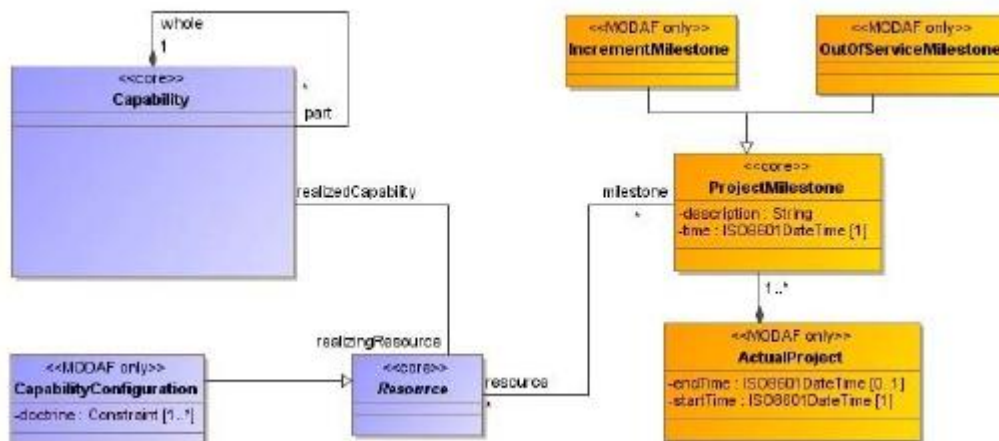 whole
1
<<core>>
Capability
*
part
<<MODAF only>>
IncrementMilestone
<<MODAF only>>
OutOfServiceMilestone
<<core>>
ProjectMilestone
-description : String
-time : ISO8601DateTime [1]
realizedCapability
milestone
*
1..*
realizingResource
<<MODAF only>>
CapabilityConfiguration
-doctrine : Constraint [1..*]
<<core>>
Resource
resource
*
<<MODAF only>>
ActualProject
-endTime : ISO8601DateTime [0..1]
-startTime : ISO8601DateTime [1]